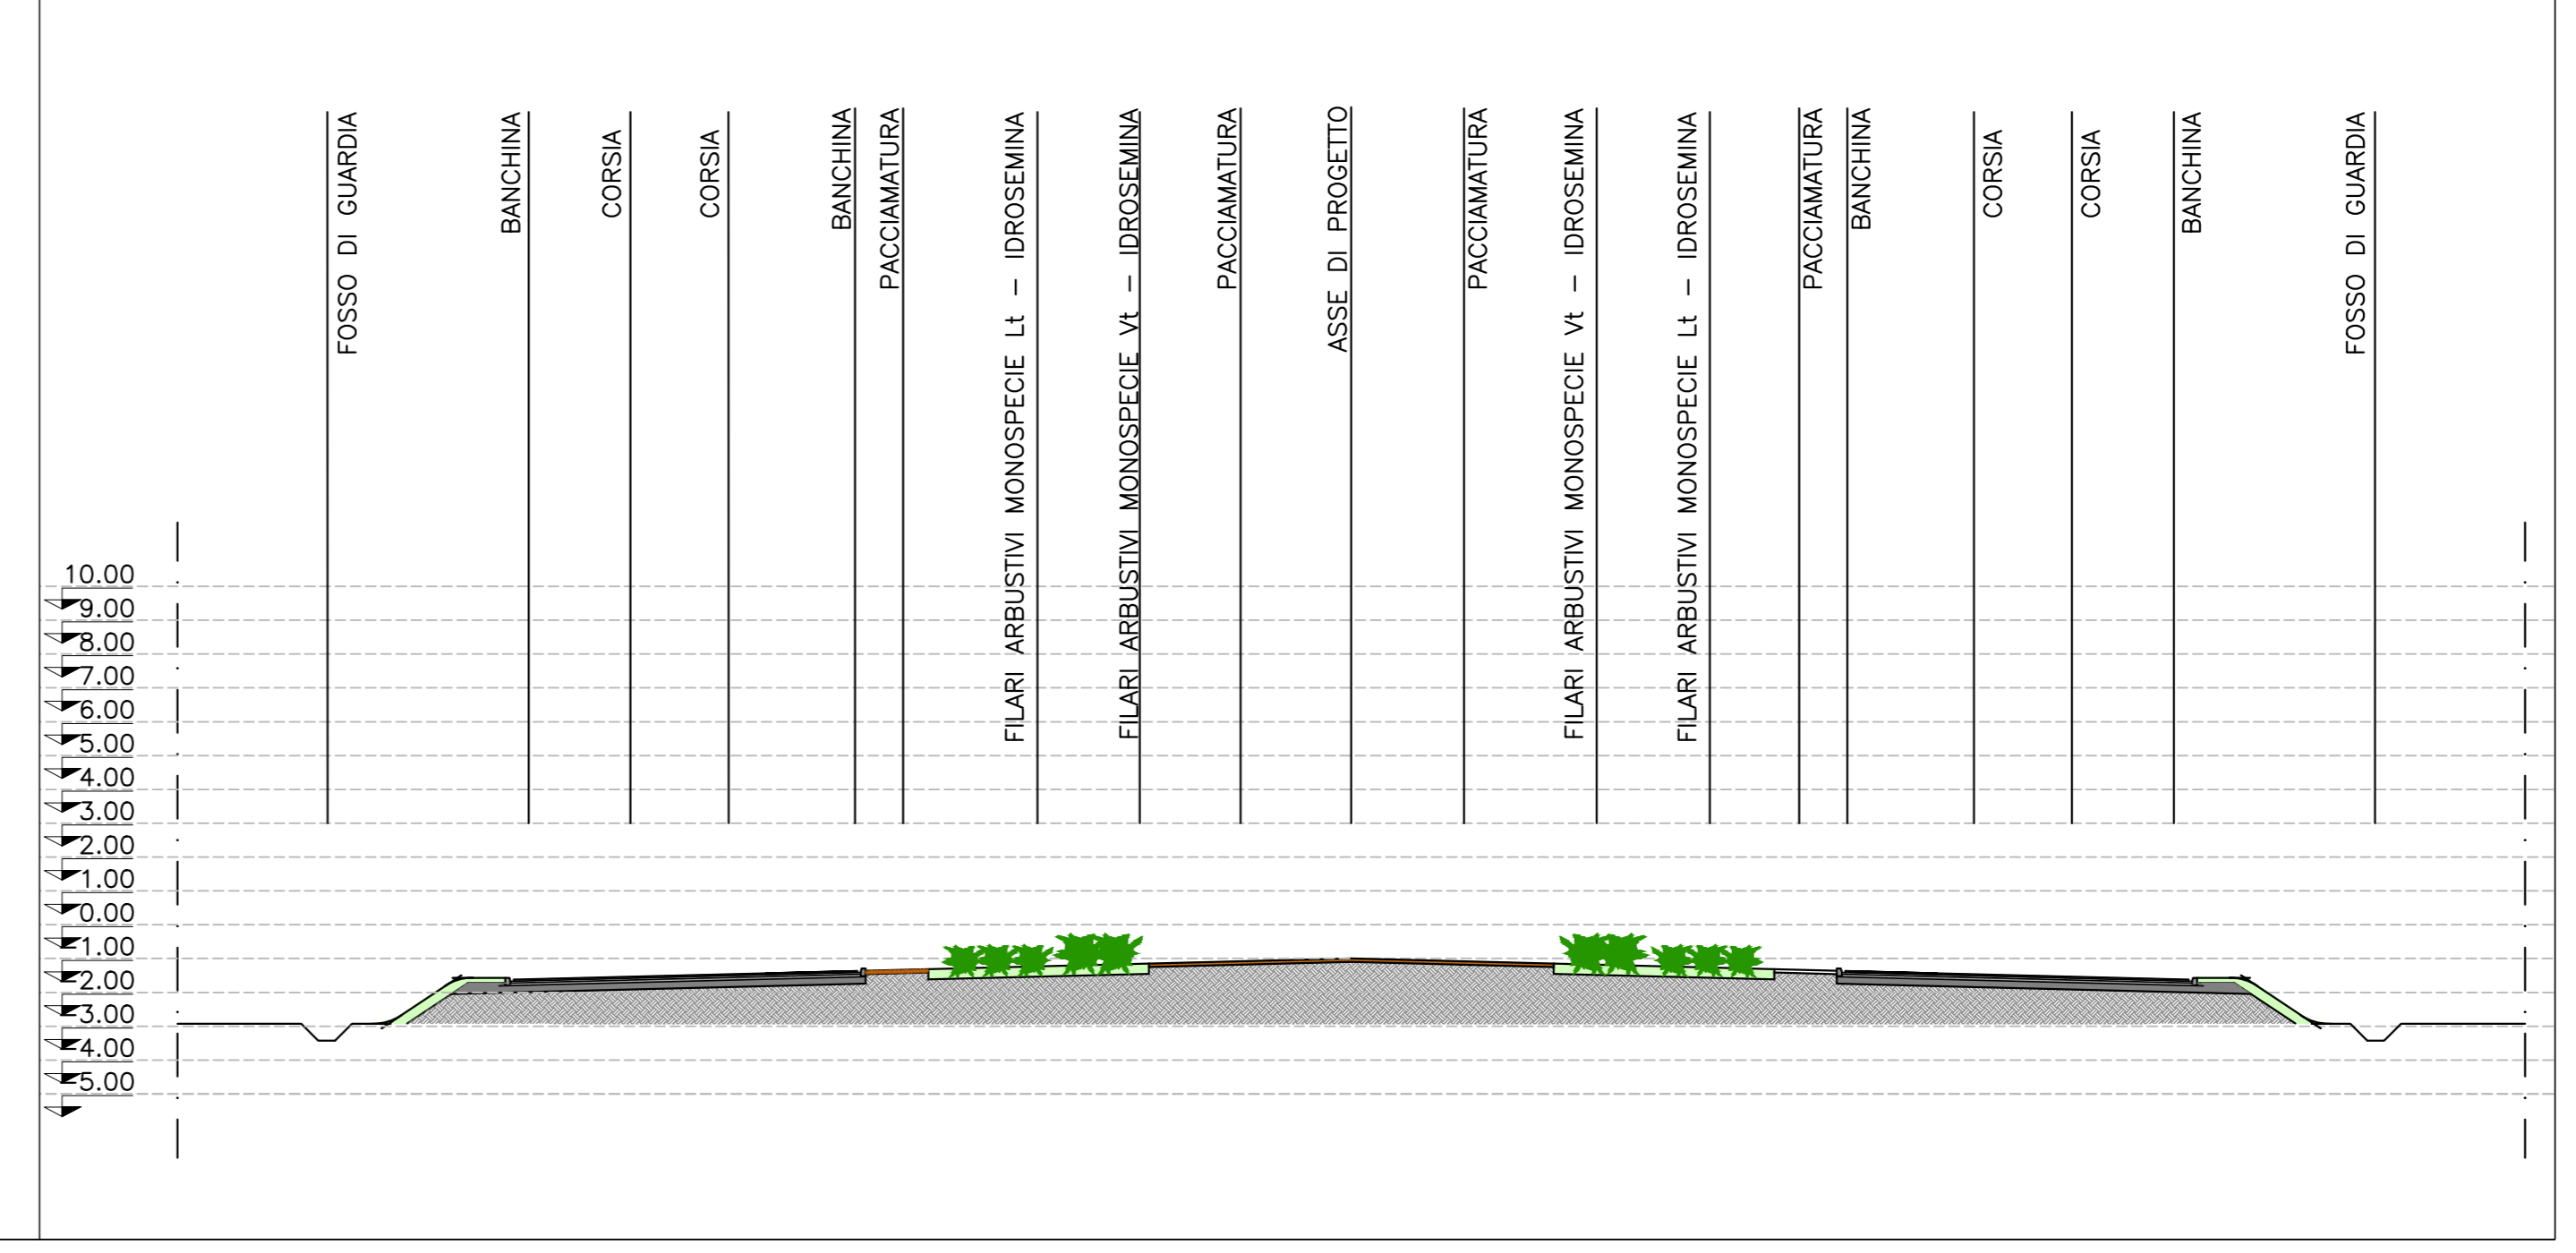 FOSSO DI GUARDIA
BANCHINA
CORSIA
CORSIA
BANCHINA
PACCIAMATURA
FILARI ARBUSTIVI MONOSPECIE Lt – IDROSEMINA
FILARI ARBUSTIVI MONOSPECIE Vt – IDROSEMINA
PACCIAMATURA
ASSE DI PROGETTO
PACCIAMATURA
FILARI ARBUSTIVI MONOSPECIE Vt – IDROSEMINA
FILARI ARBUSTIVI MONOSPECIE Lt – IDROSEMINA
PACCIAMATURA
BANCHINA
CORSIA
CORSIA
BANCHINA
FOSSO DI GUARDIA
10.00
9.00
8.00
7.00
6.00
5.00
4.00
3.00
2.00
1.00
0.00
-1.00
-2.00
-3.00
-4.00
-5.00